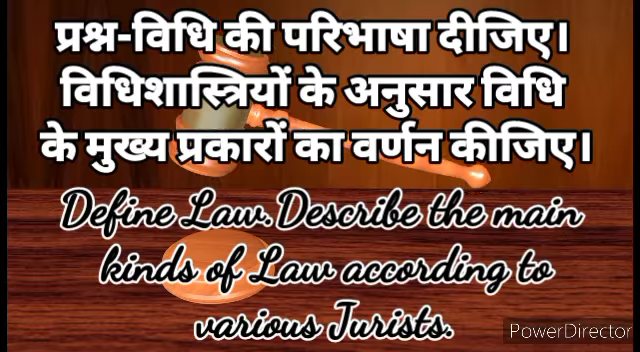 प्रश्न-विधि की परिभाषा दीजिए।
विधिशास्त्रियों के अनुसार विधि
के मुख्य प्रकारों का वर्णन कीजिए।
Define Law. Describe the main
kinds of Law according to
various Jurists.
PowerDirector